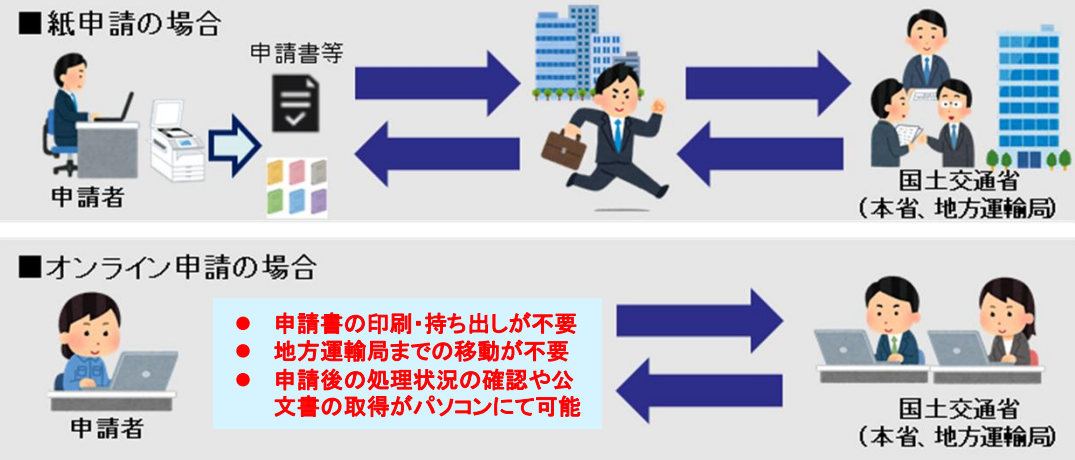 ■紙申請の場合
申請書等
申請者
国土交通省
（本省、地方運輸局）
■オンライン申請の場合
● 申請書の印刷・持ち出しが不要
● 地方運輸局までの移動が不要
● 申請後の処理状況の確認や公
文書の取得がパソコンにて可能
申請者
国土交通省
（本省、地方運輸局）